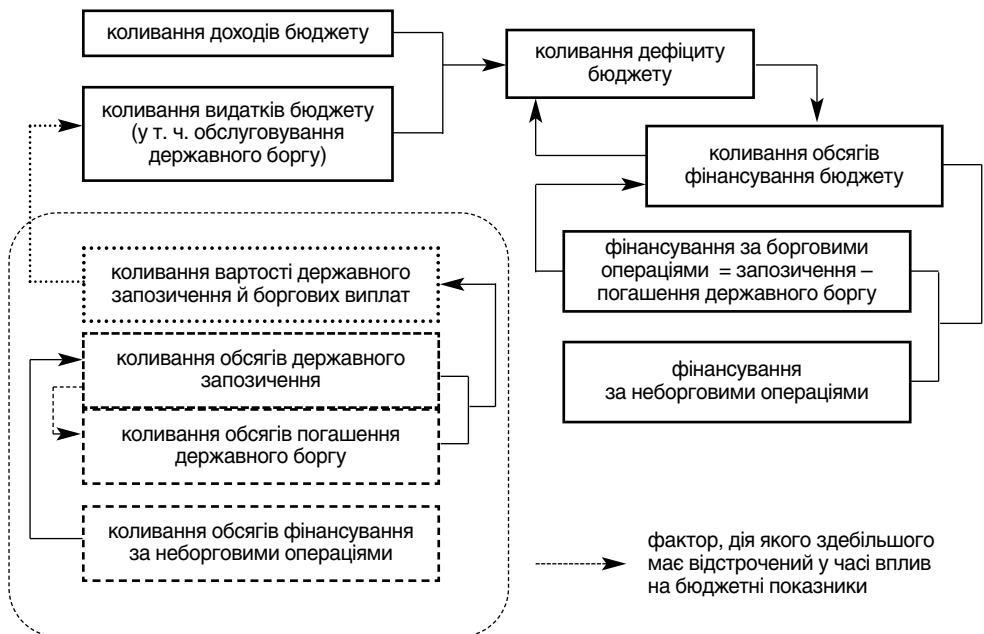 коливання доходів бюджету
коливання видатків бюджету
(у т. ч. обслуговування
державного боргу)
коливання дефіциту
бюджету
коливання обсягів
фінансування бюджету
коливання вартості державного
запозичення й боргових виплат
коливання обсягів державного
запозичення
коливання обсягів погашення
державного боргу
коливання обсягів фінансування
за неборговими операціями
фінансування за борговими
операціями = запозичення –
погашення державного боргу
фінансування
за неборговими операціями
фактор, дія якого здебільшого
має відстрочений у часі вплив
на бюджетні показники